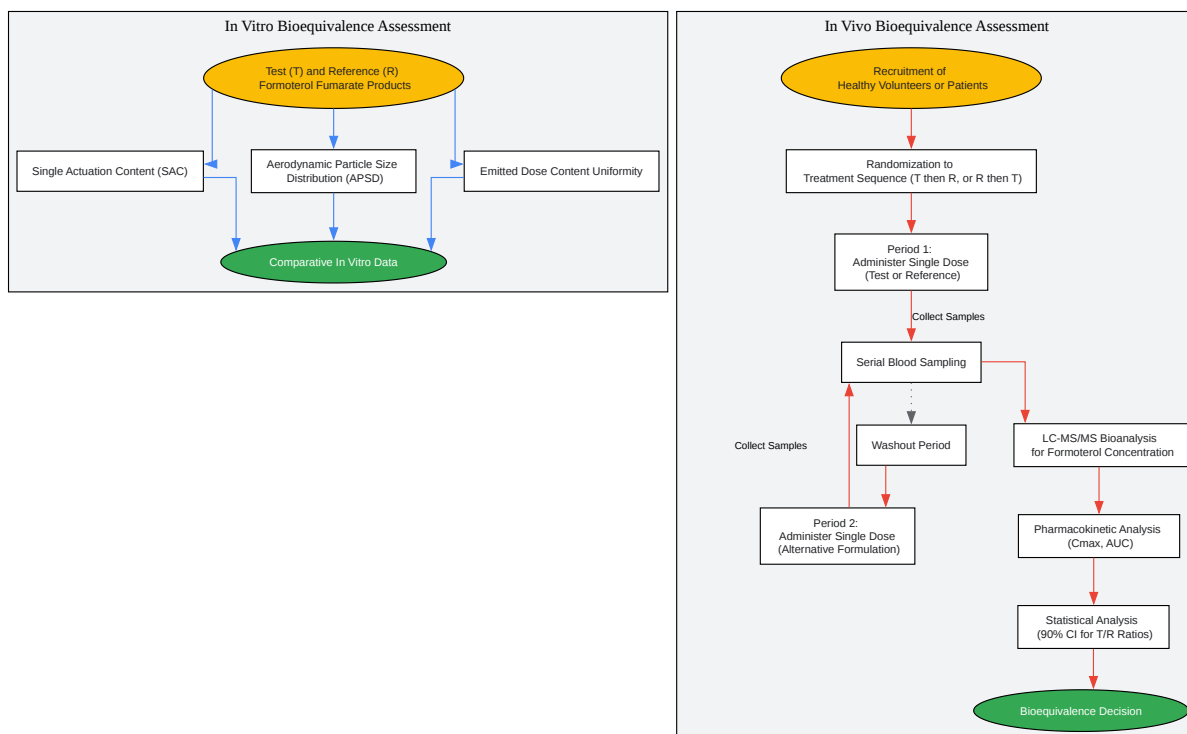 In Vitro Bioequivalence Assessment
Test (T) and Reference (R)
Formoterol Fumarate Products
Single Actuation Content (SAC)
Aerodynamic Particle Size
Distribution (APSD)
Emitted Dose Content Uniformity
Comparative In Vitro Data
In Vivo Bioequivalence Assessment
Recruitment of
Healthy Volunteers or Patients
Randomization to
Treatment Sequence (T then R, or R then T)
Period 1:
Administer Single Dose
(Test or Reference)
Collect Samples
Serial Blood Sampling
Collect Samples
Washout Period
LC-MS/MS Bioanalysis
for Formoterol Concentration
Period 2:
Administer Single Dose
(Alternative Formulation)
Pharmacokinetic Analysis
(Cmax, AUC)
Statistical Analysis
(90% CI for T/R Ratios)
Bioequivalence Decision